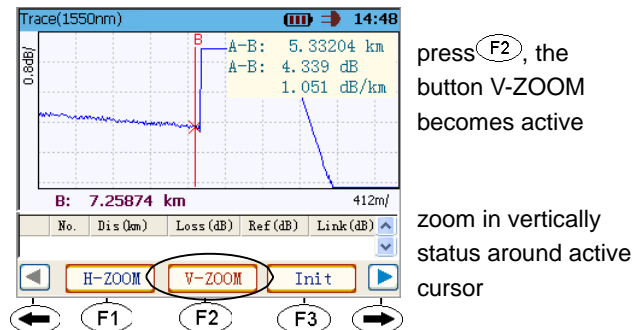 Trace(1550nm) 14:48
B
A-B: 5.33204 km
A-B: 4.339 dB
1.051 dB/km
0.8dB/
B: 7.25874 km 412m/
No. Dis(km) Loss(dB) Ref(dB) Link(dB)
H-ZOOM V-ZOOM Init
F1 F2 F3
press F2, the
button V-ZOOM
becomes active
zoom in vertically
status around active
cursor